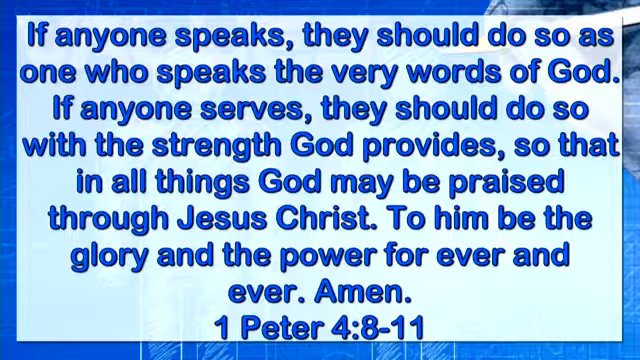 If anyone speaks, they should do so as
one who speaks the very words of God.
If anyone serves, they should do so
with the strength God provides, so that
in all things God may be praised
through Jesus Christ. To him be the
glory and the power for ever and
ever. Amen.
1 Peter 4:8-11